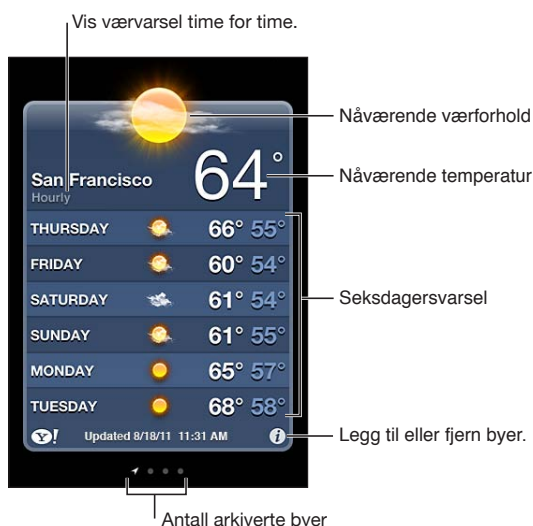 Vis værvarsel time for time.
Nåværende værforhold
San Francisco
Hourly
64°
Nåværende temperatur
THURSDAY 66° 55°
FRIDAY 60° 54°
SATURDAY 61° 54°
Seksdagersvarsel
SUNDAY 61° 55°
MONDAY 65° 57°
TUESDAY 68° 58°
Y! Updated 8/18/11 11:31 AM i
Legg til eller fjern byer.
Antall arkiverte byer